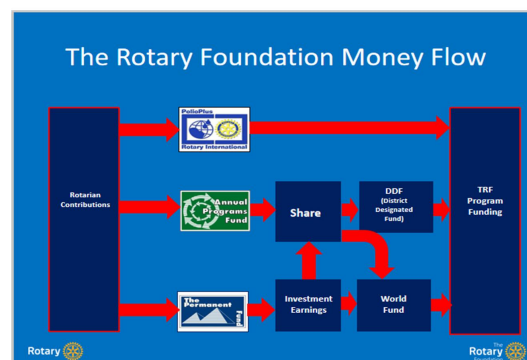 The Rotary Foundation Money Flow
PolioPlus
Rotary International
Rotarian
Contributions
Annual
Programs
Fund
Share
DDF
(District
Designated
Fund)
TRF
Program
Funding
The
Permanent
Fund
Investment
Earnings
World
Fund
Rotary
The
Rotary